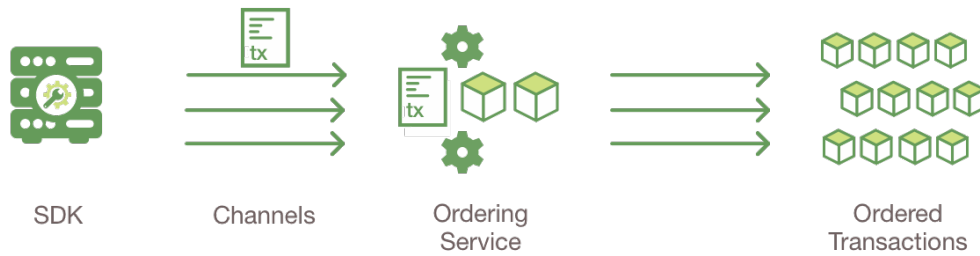 tx
tx
SDK
Channels
Ordering
Service
Ordered
Transactions